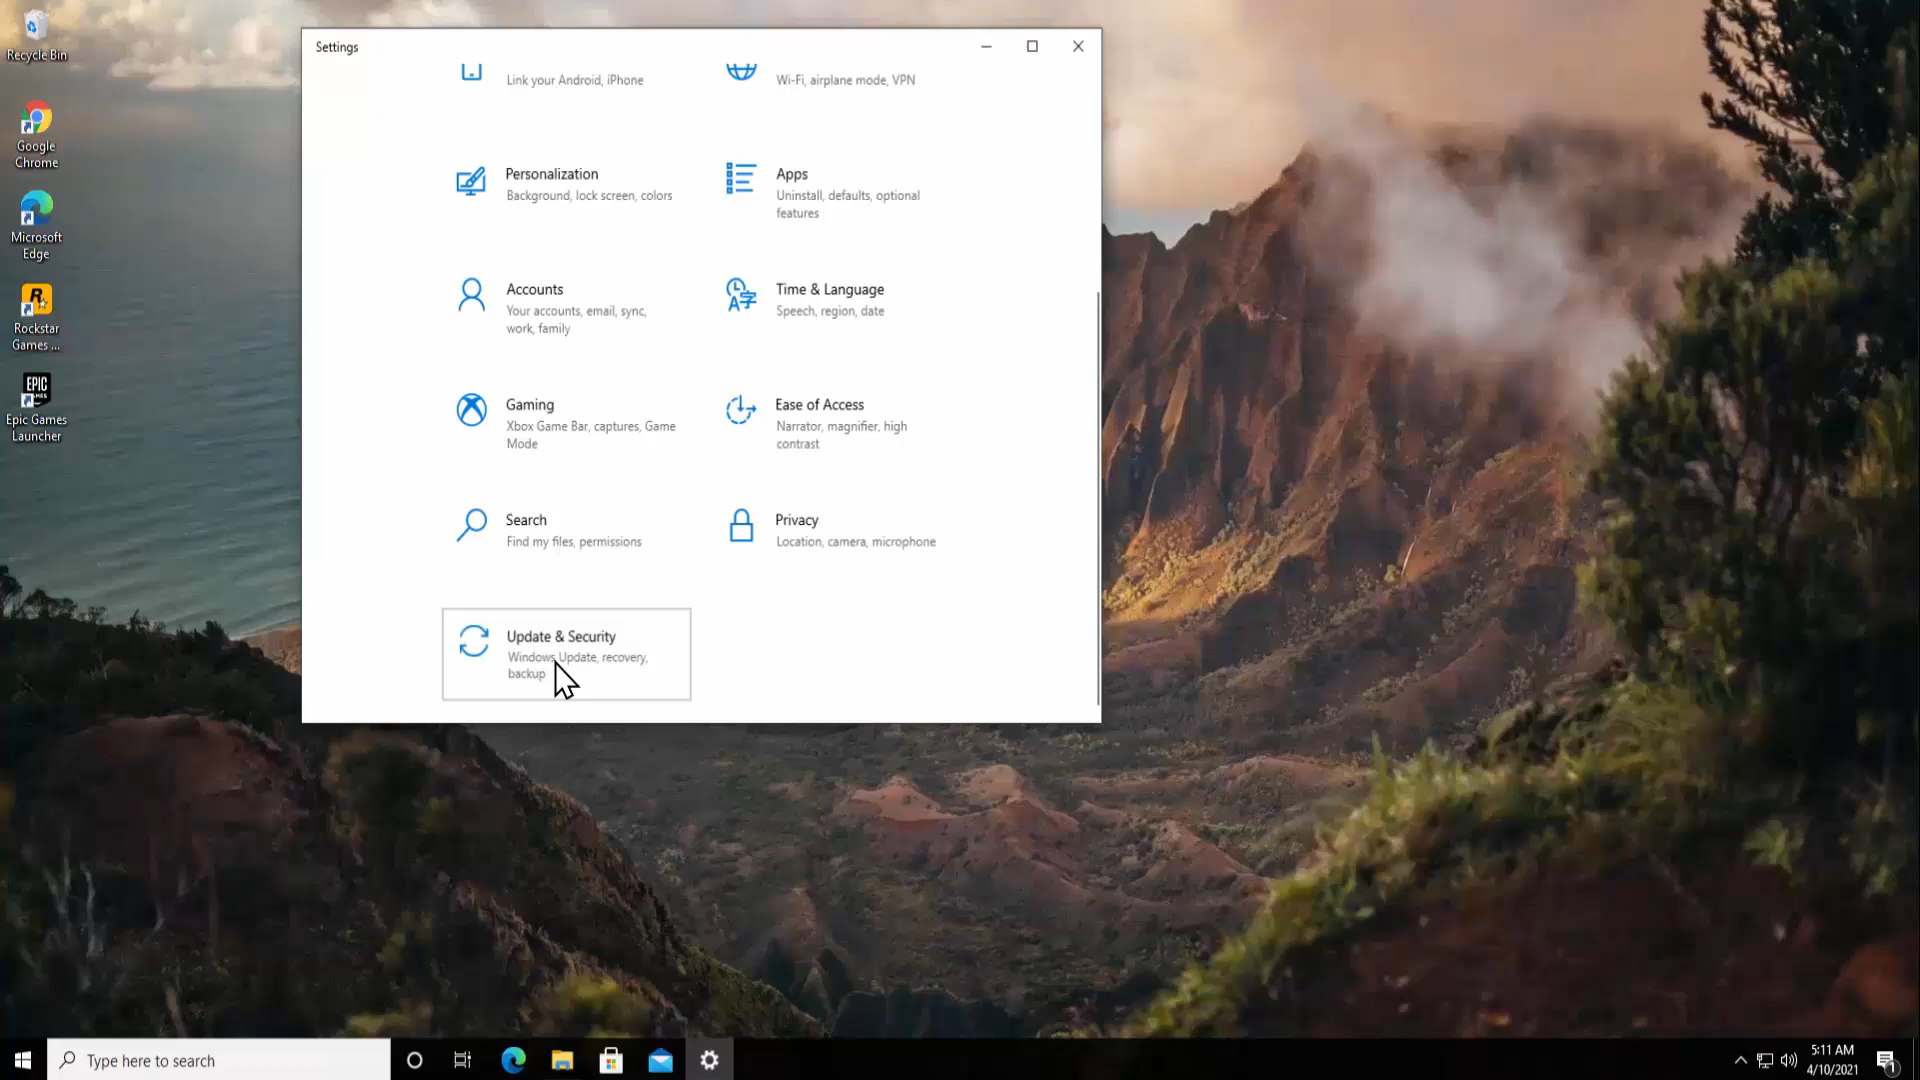 Recycle Bin
Google
Chrome
Microsoft
Edge
Rockstar
Games ...
EPIC
GAMES
Epic Games
Launcher
Settings
Link your Android, iPhone
Wi-Fi, airplane mode, VPN
Personalization
Background, lock screen, colors
Apps
Uninstall, defaults, optional
features
Accounts
Your accounts, email, sync,
work, family
Time & Language
Speech, region, date
Gaming
Xbox Game Bar, captures, Game
Mode
Ease of Access
Narrator, magnifier, high
contrast
Search
Find my files, permissions
Privacy
Location, camera, microphone
Update & Security
Windows Update, recovery,
backup
Type here to search
5:11 AM
4/10/2021
1